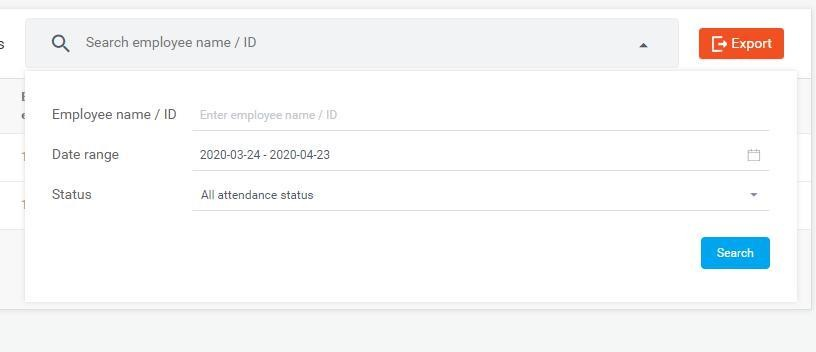 s
Search employee name / ID
Export
Employee name / ID
Enter employee name / ID
Date range
2020-03-24 - 2020-04-23
Status
All attendance status
Search